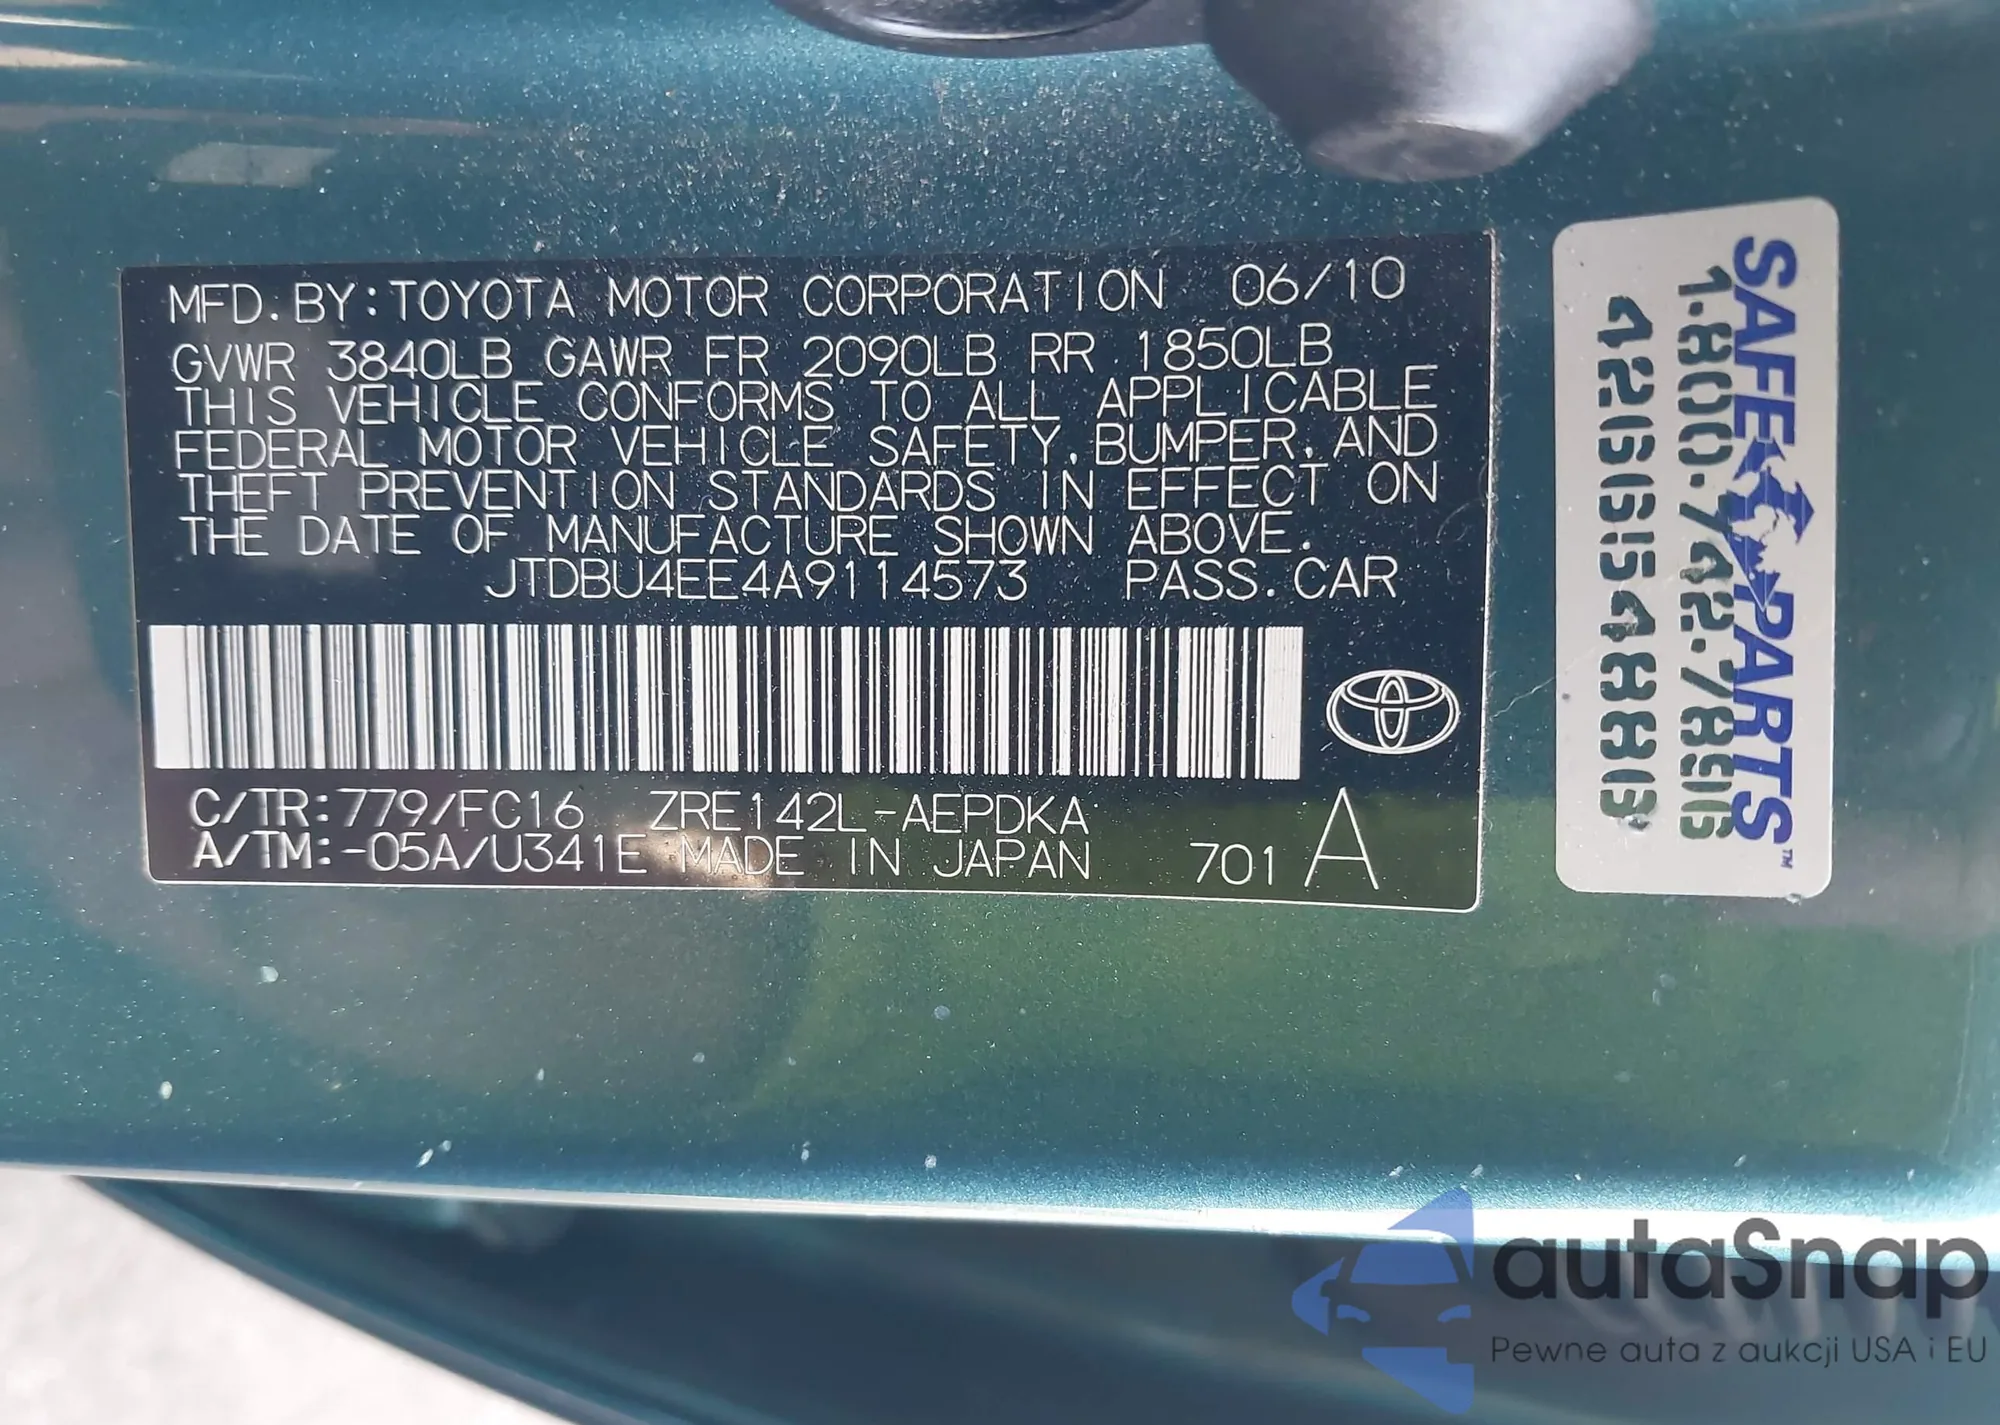 MFD. BY: TOYOTA MOTOR CORPORATION 06/10
GVWR 3840LB GAWR FR 2090LB RR 1850LB
THIS VEHICLE CONFORMS TO ALL APPLICABLE
FEDERAL MOTOR VEHICLE SAFETY, BUMPER, AND
THEFT PREVENTION STANDARDS IN EFFECT ON
THE DATE OF MANUFACTURE SHOWN ABOVE.
JTDBU4EE4A9114573 PASS. CAR
C/TR: 779/FC16 ZRE142L-AEPDKA
A/TM: -05A/U341E MADE IN JAPAN 701 A
SAFE PARTS™
1.800.742.7896
426654889
autaSnap
Pewne auta z aukcji USA i EU